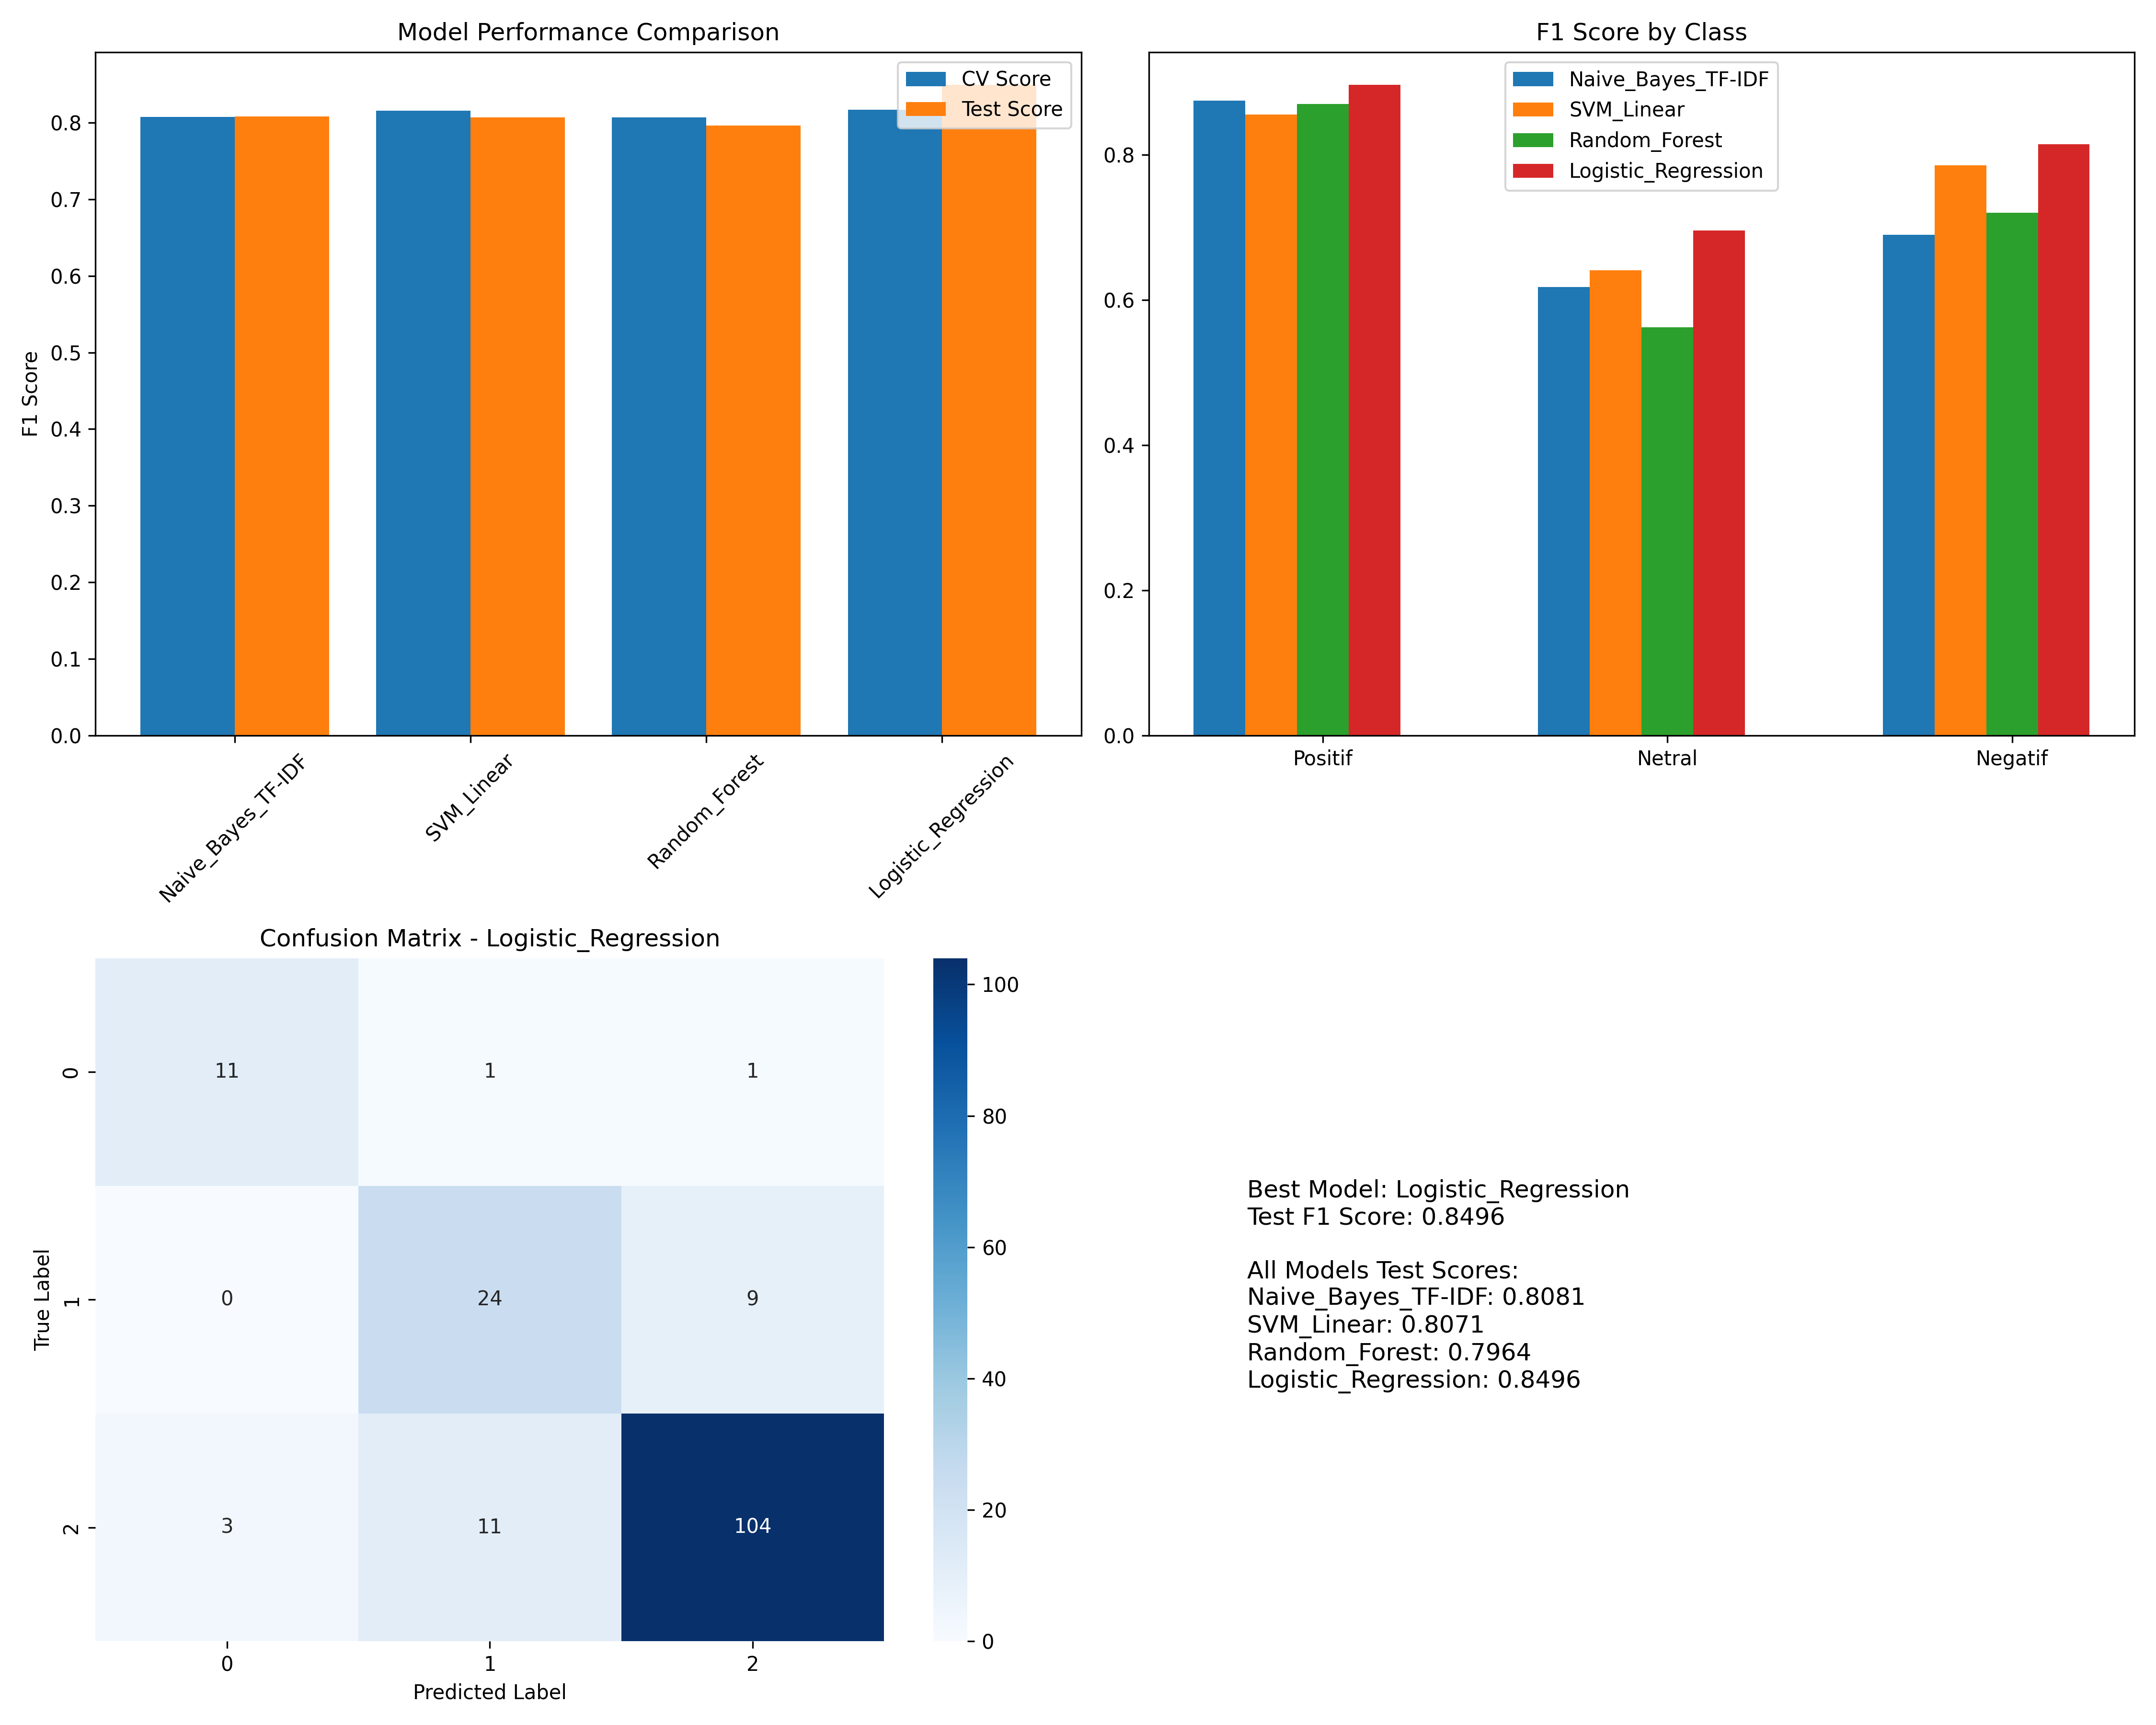 Model Performance Comparison
CV Score
Test Score
F1 Score
0.8
0.7
0.6
0.5
0.4
0.3
0.2
0.1
0.0
Naive_Bayes_TF-IDF
SVM_Linear
Random_Forest
Logistic_Regression
F1 Score by Class
Naive_Bayes_TF-IDF
SVM_Linear
Random_Forest
Logistic_Regression
0.8
0.6
0.4
0.2
0.0
Positif
Netral
Negatif
Confusion Matrix - Logistic_Regression
True Label
0
11
1
1
1
0
24
9
2
3
11
104
0
1
2
Predicted Label
100
80
60
40
20
0
Best Model: Logistic_Regression
Test F1 Score: 0.8496
All Models Test Scores:
Naive_Bayes_TF-IDF: 0.8081
SVM_Linear: 0.8071
Random_Forest: 0.7964
Logistic_Regression: 0.8496